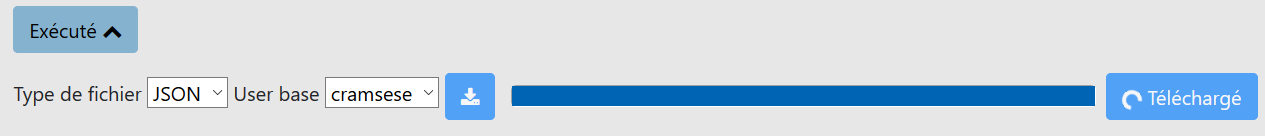 Exécuté
Type de fichier JSON User base cramsese Téléchargé